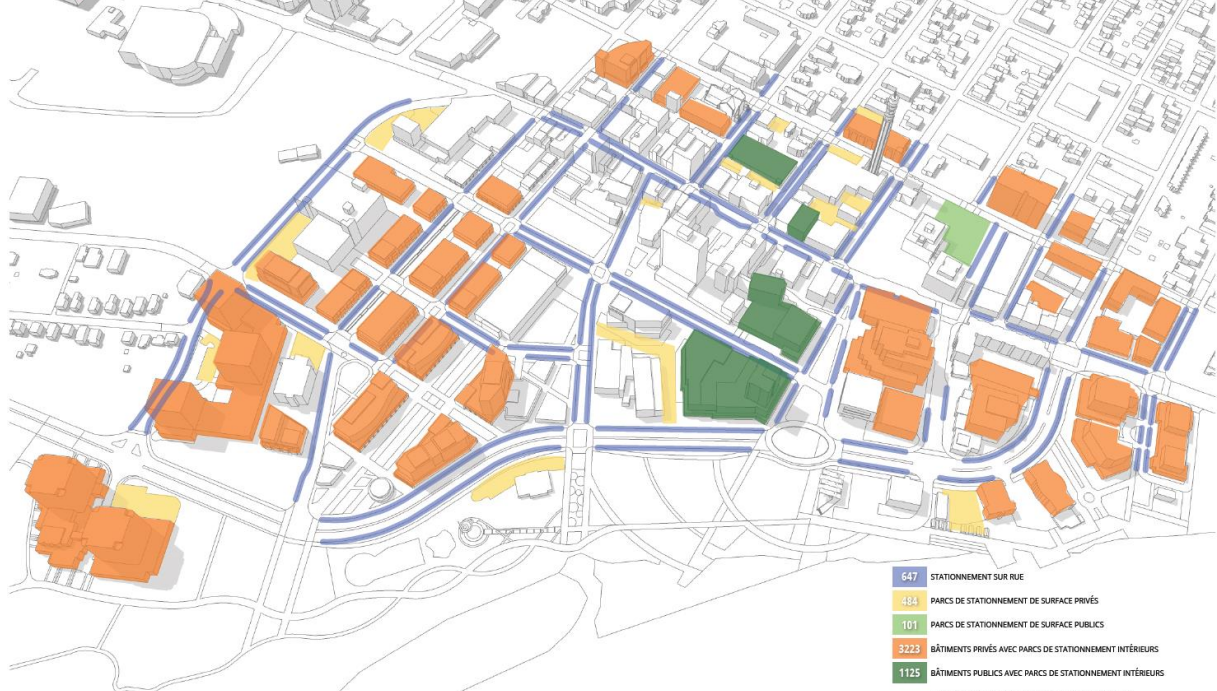 647 STATIONNEMENT SUR RUE
484 PARCS DE STATIONNEMENT DE SURFACE PRIVÉS
101 PARCS DE STATIONNEMENT DE SURFACE PUBLICS
3223 BÂTIMENTS PRIVÉS AVEC PARCS DE STATIONNEMENT INTÉRIEURS
1125 BÂTIMENTS PUBLICS AVEC PARCS DE STATIONNEMENT INTÉRIEURS